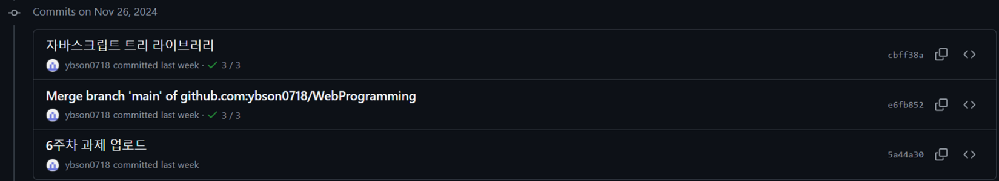 Commits on Nov 26, 2024
자바스크립트 트리 라이브러리
ybson0718 committed last week · ✓ 3 / 3
cbff38a
Merge branch 'main' of github.com:ybson0718/WebProgramming
ybson0718 committed last week · ✓ 3 / 3
e6fb852
6주차 과제 업로드
ybson0718 committed last week
5a44a30